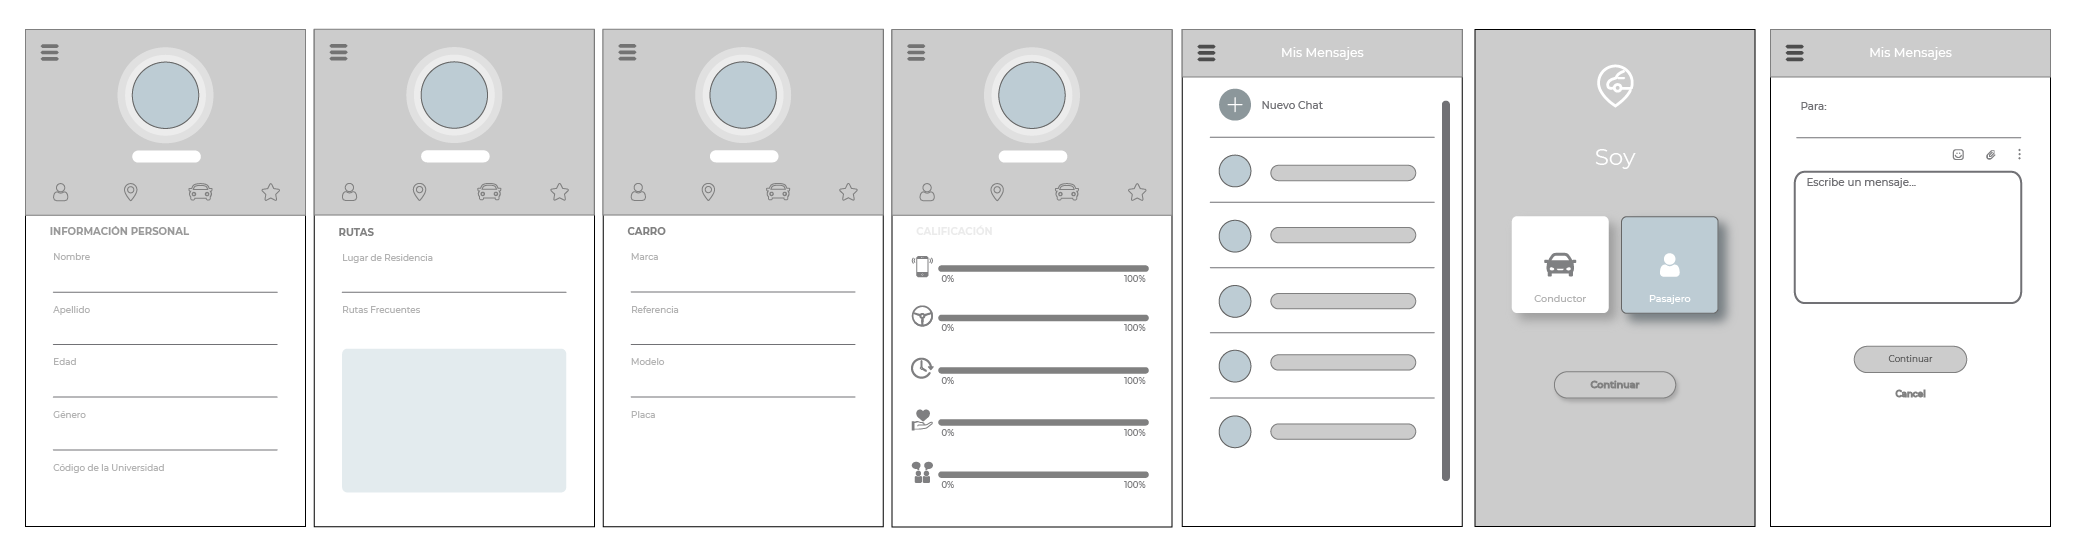 INFORMACIÓN PERSONAL
Nombre
Apellido
Edad
Género
Código de la Universidad
RUTAS
Lugar de Residencia
Rutas Frecuentes
CARRO
Marca
Referencia
Modelo
Placa
CALIFICACIÓN
0% 100%
0% 100%
0% 100%
0% 100%
0% 100%
Mis Mensajes
Nuevo Chat
Soy
Conductor
Pasajero
Continuar
Mis Mensajes
Para:
Escribe un mensaje...
Continuar
Cancel